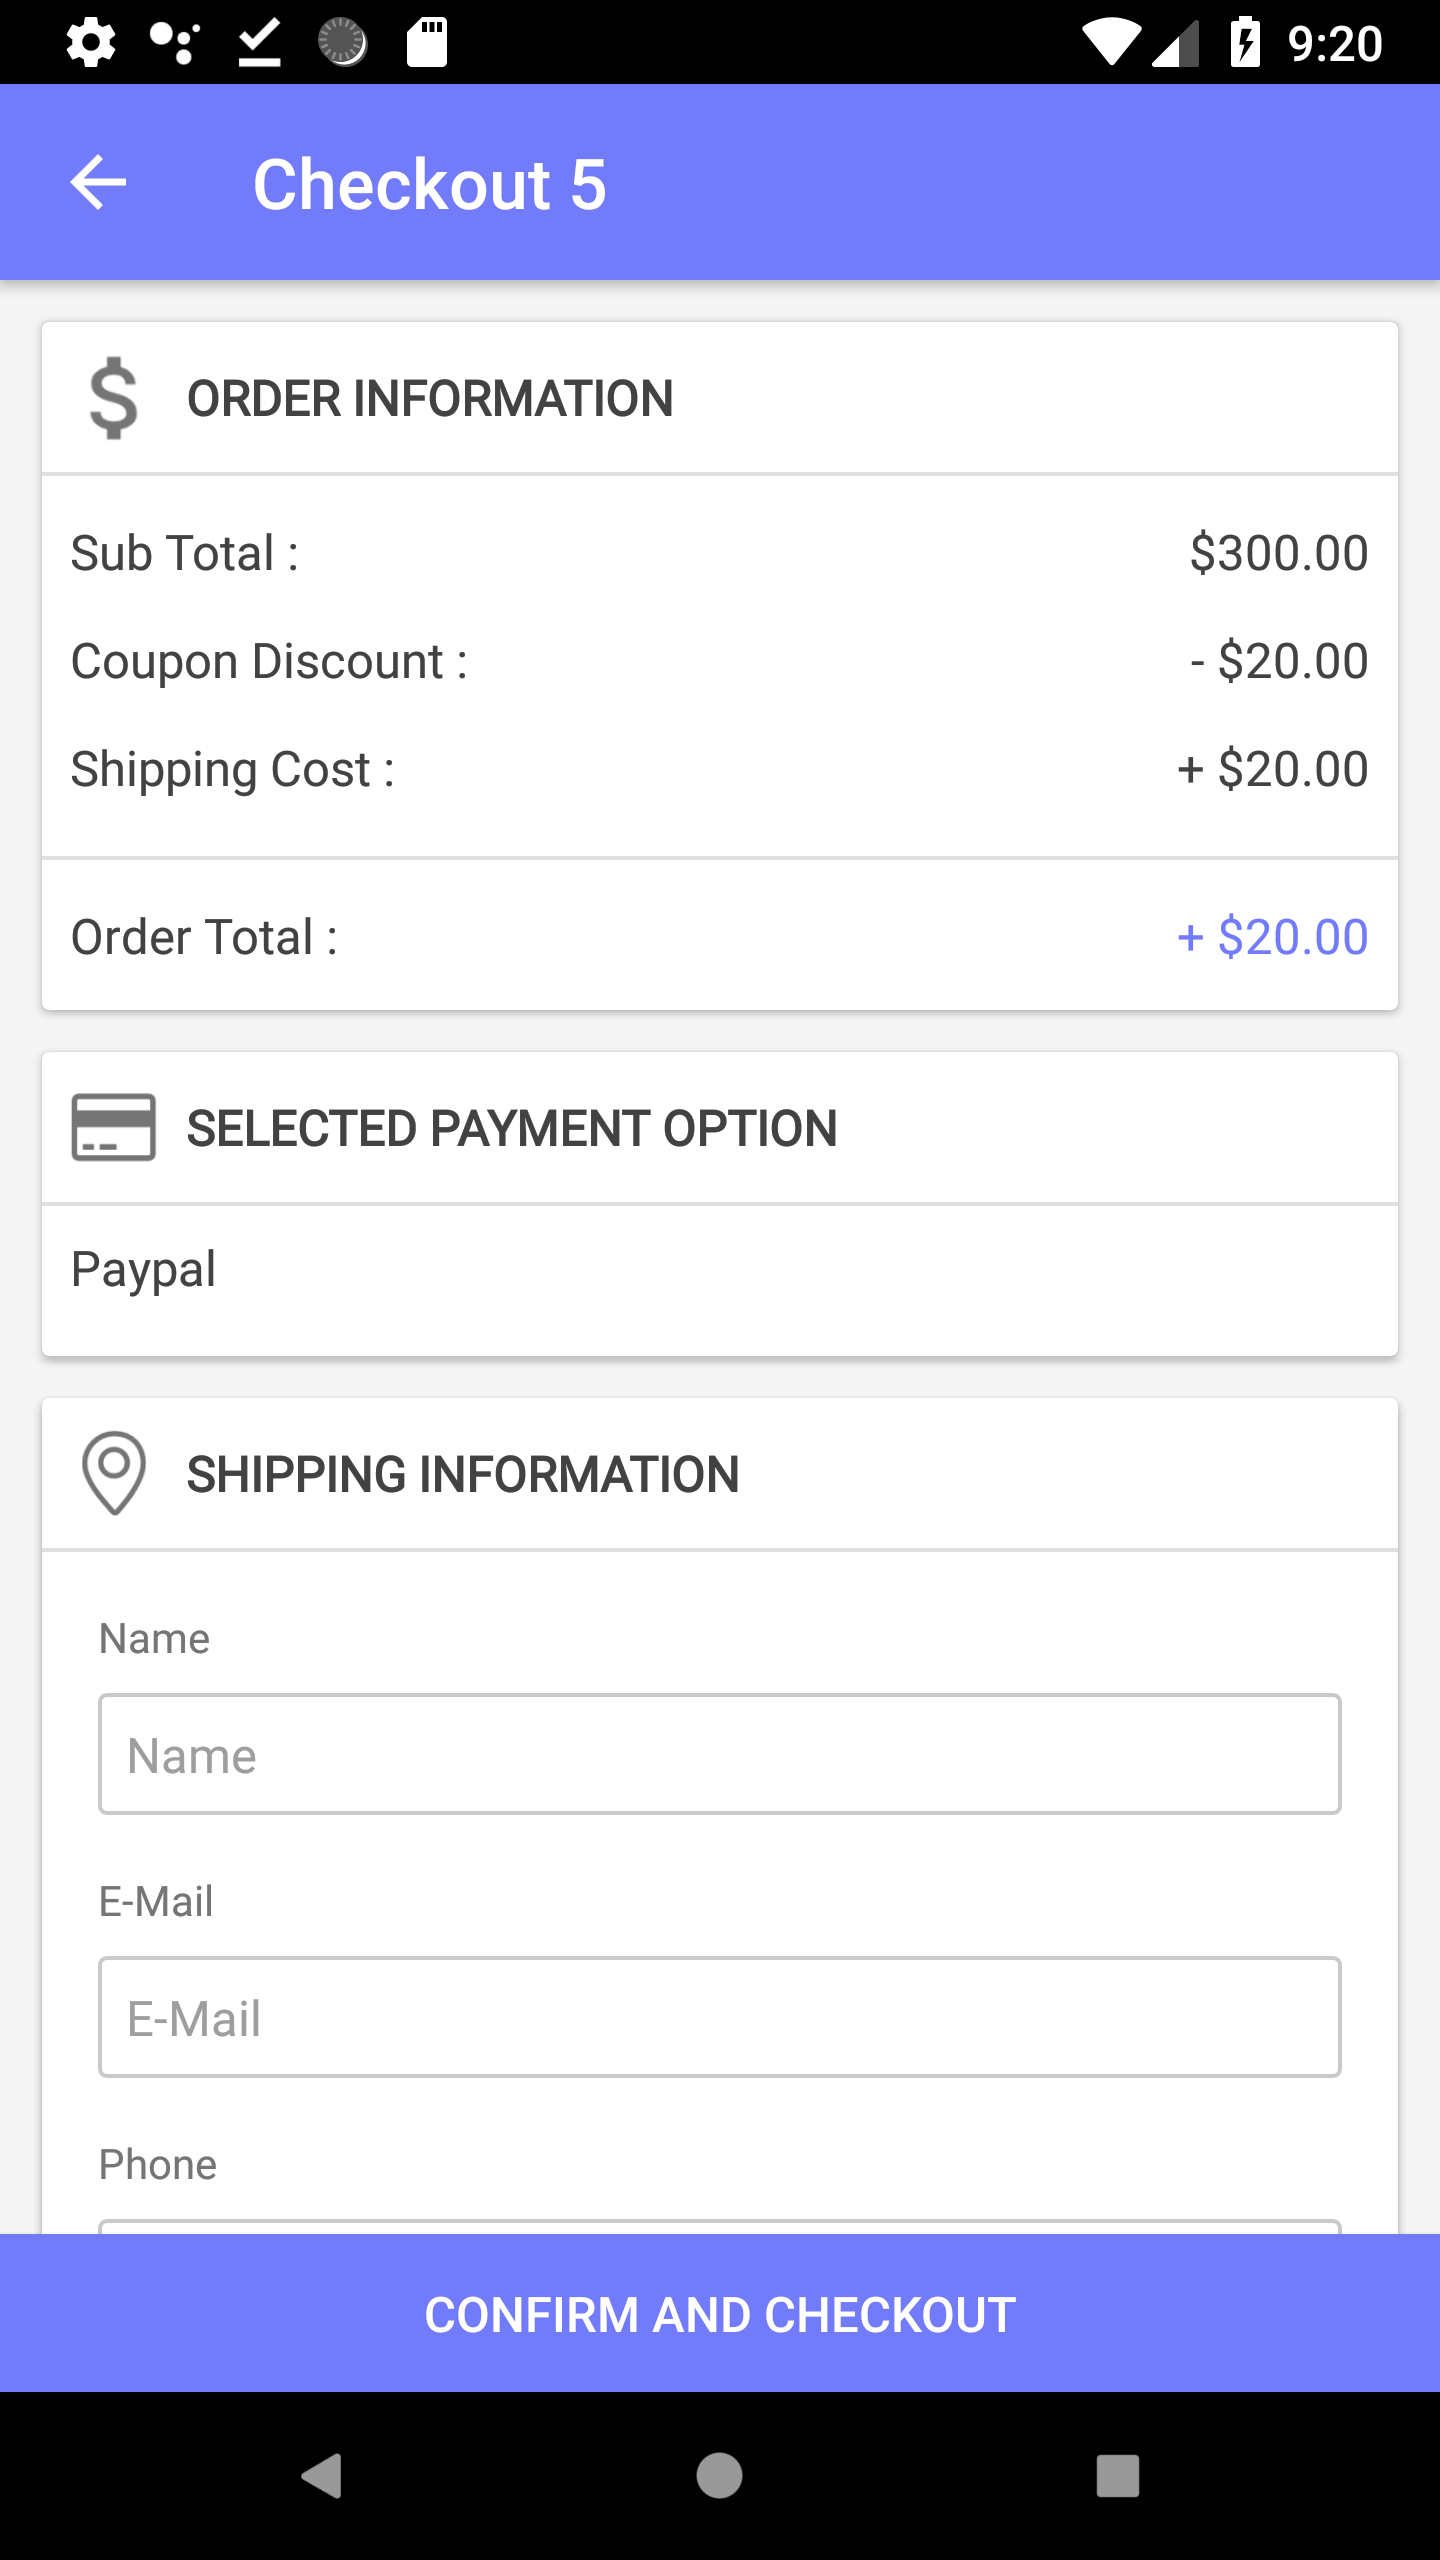 9:20
Checkout 5
ORDER INFORMATION
Sub Total : $300.00
Coupon Discount : - $20.00
Shipping Cost : + $20.00
Order Total : + $20.00
SELECTED PAYMENT OPTION
Paypal
SHIPPING INFORMATION
Name
Name
E-Mail
E-Mail
Phone
CONFIRM AND CHECKOUT